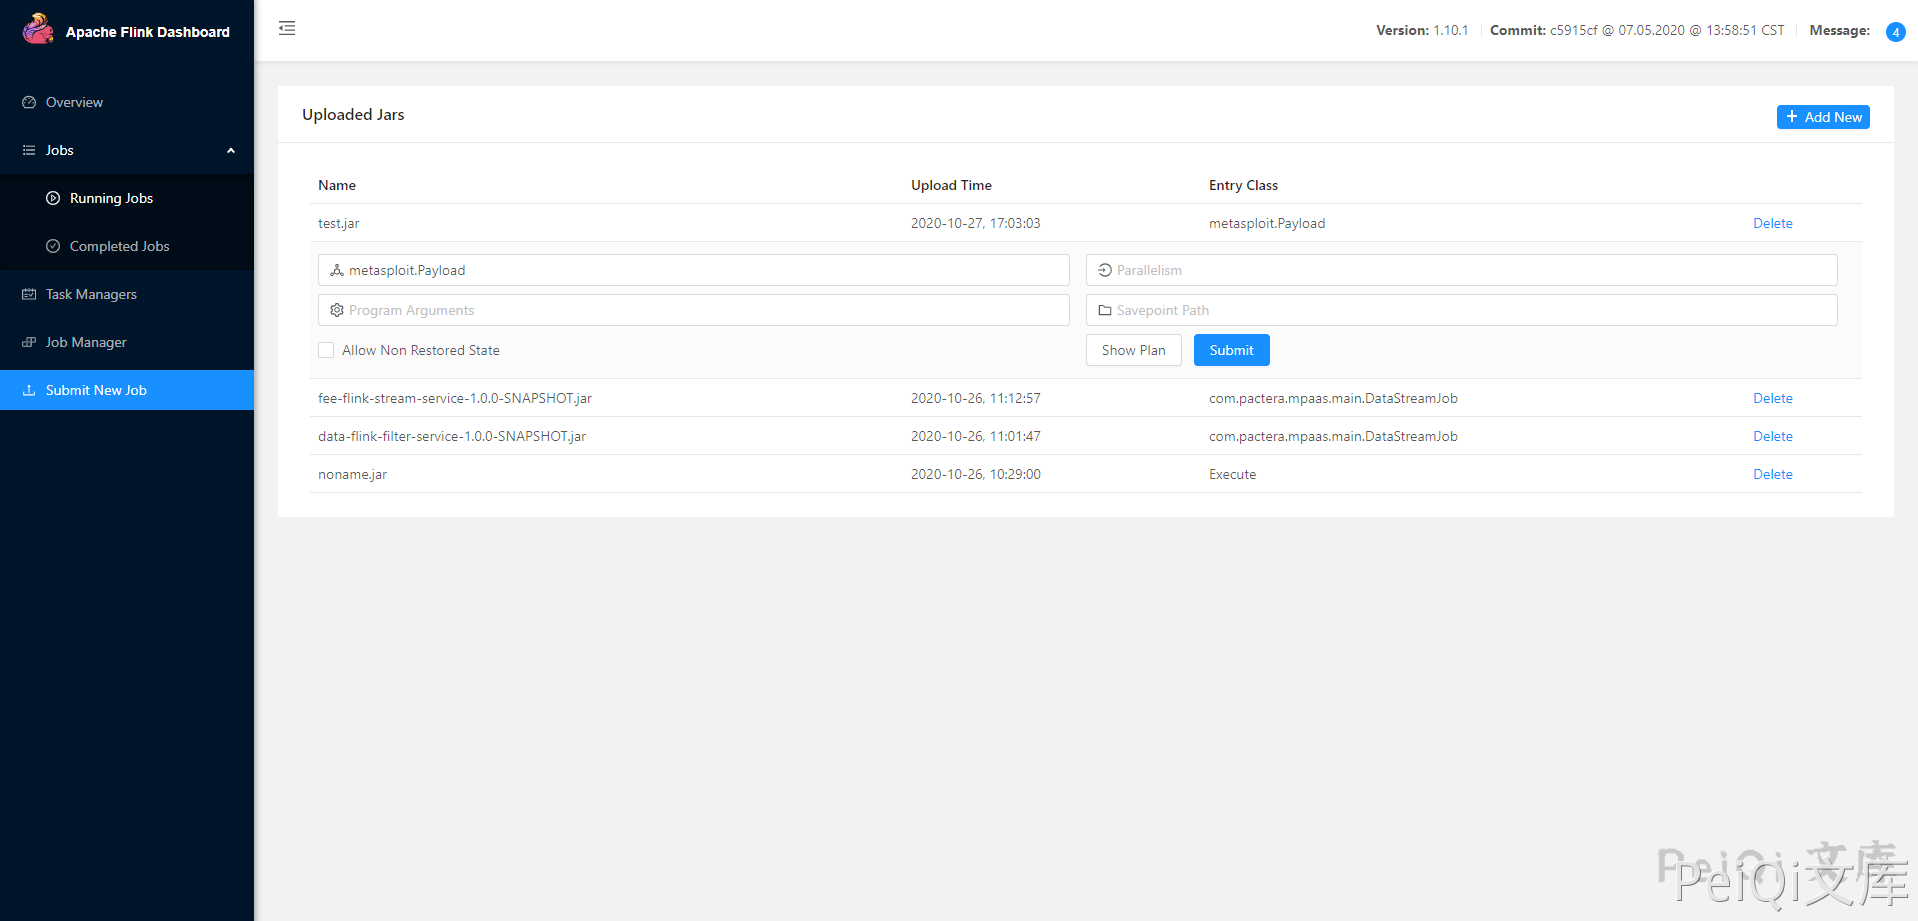 Apache Flink Dashboard
Version: 1.10.1 Commit: c5915cf @ 07.05.2020 @ 13:58:51 CST Message: 4
Overview
Jobs
Running Jobs
Completed Jobs
Task Managers
Job Manager
Submit New Job
Uploaded Jars
Add New
Name Upload Time Entry Class
test.jar 2020-10-27, 17:03:03 metasploit.Payload Delete
metasploit.Payload Parallelism
Program Arguments Savepoint Path
Allow Non Restored State Show Plan Submit
fee-flink-stream-service-1.0.0-SNAPSHOT.jar 2020-10-26, 11:12:57 com.pactera.mpaas.main.DataStreamJob Delete
data-flink-filter-service-1.0.0-SNAPSHOT.jar 2020-10-26, 11:01:47 com.pactera.mpaas.main.DataStreamJob Delete
noname.jar 2020-10-26, 10:29:00 Execute Delete
PeiQi 文库
PeiQi文库